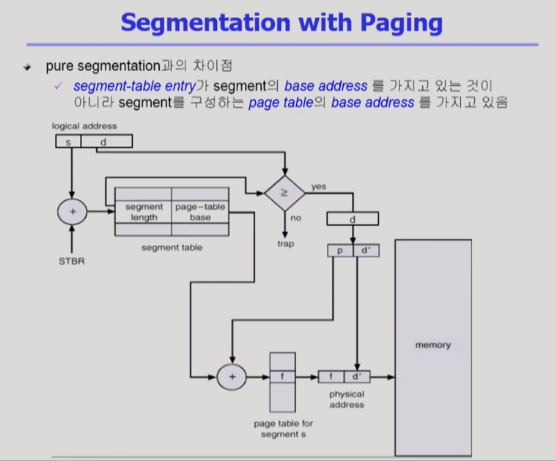 Segmentation with Paging
pure segmentation과의 차이점
segment-table entry가 segment의 base address 를 가지고 있는 것이
아니라 segment를 구성하는 page table의 base address 를 가지고 있음
logical address
s d
≥
yes
segment length
page-table base
+
no
d
trap
segment table
STBR
p d'
memory
+
f
f d'
physical
address
page table for
segment s